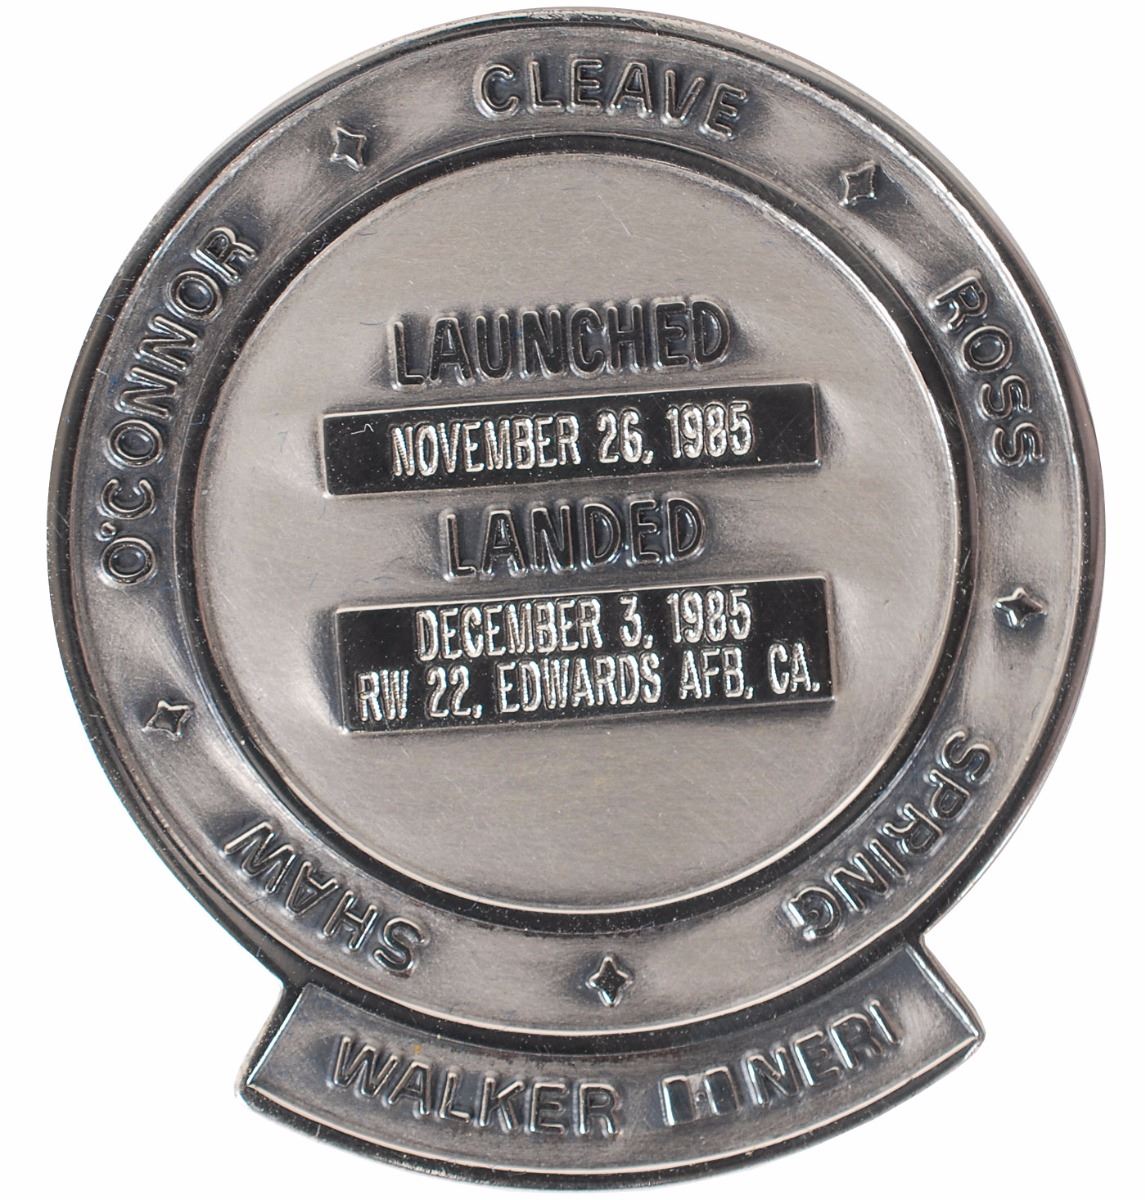 CLEAVE
ROSS
SPRING
SHAW
O'CONNOR
LAUNCHED
NOVEMBER 26, 1985
LANDED
DECEMBER 3, 1985
RW 22, EDWARDS AFB, CA.
WALKER NERI